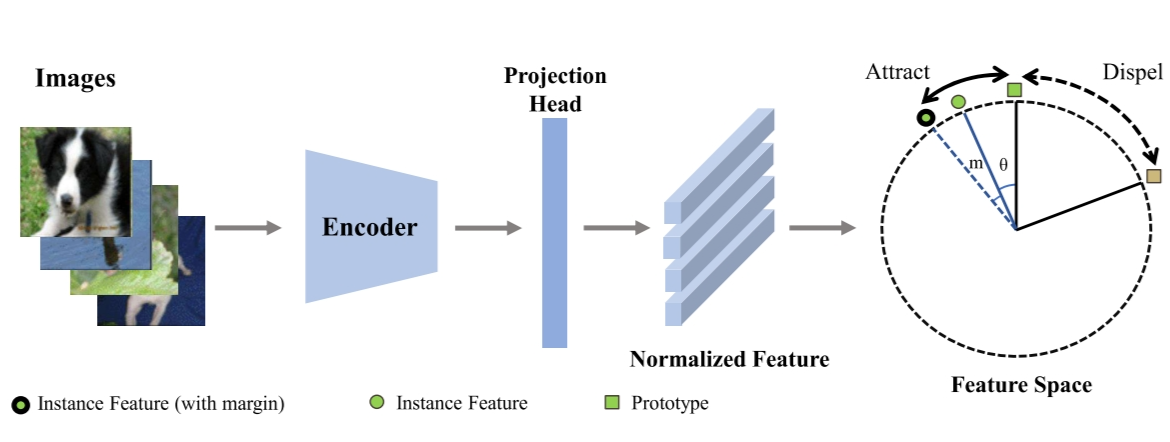 Images
Projection
Head
Attract
Dispel
m
θ
Encoder
Normalized Feature
Feature Space
Instance Feature (with margin)
Instance Feature
Prototype